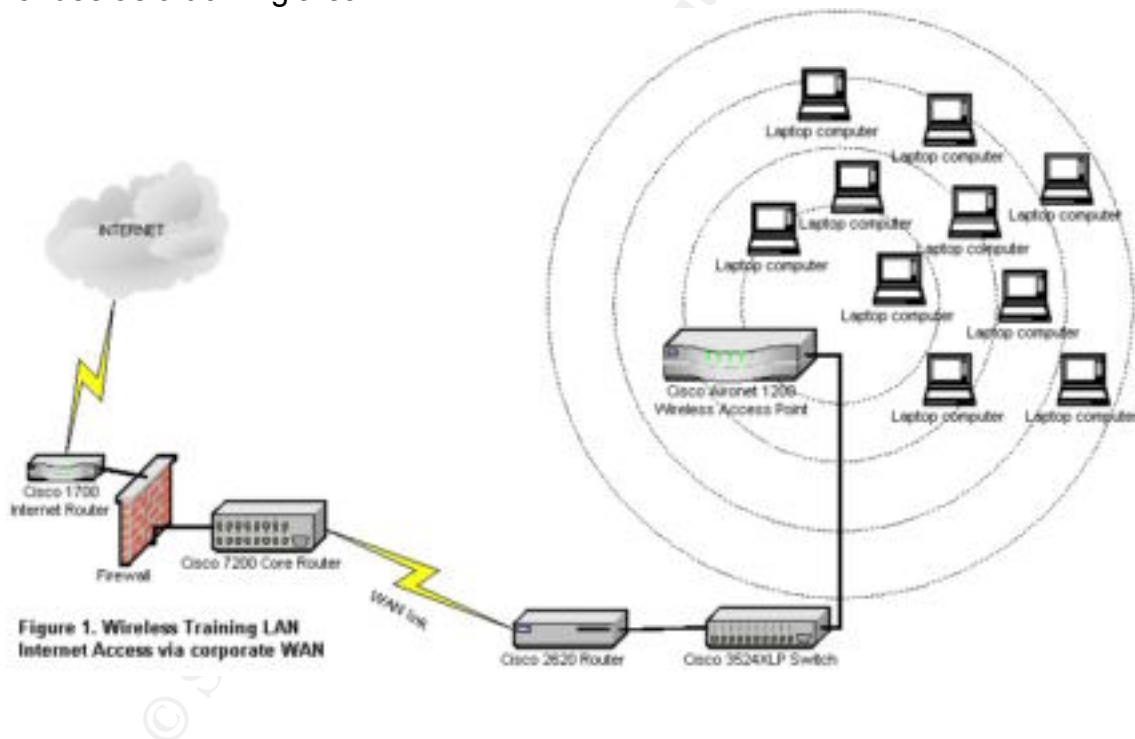 Laptop computer
Laptop computer
Laptop computer
Laptop computer
Laptop computer
Laptop computer
Laptop computer
Laptop computer
Laptop computer
Laptop computer
INTERNET
Cisco Aironet 1200
Wireless Access Point
Cisco 1700
Internet Router
Firewall
Cisco 7200 Core Router
WAN link
Cisco 2620 Router
Cisco 3524XLP Switch
Figure 1. Wireless Training LAN
Internet Access via corporate WAN
©